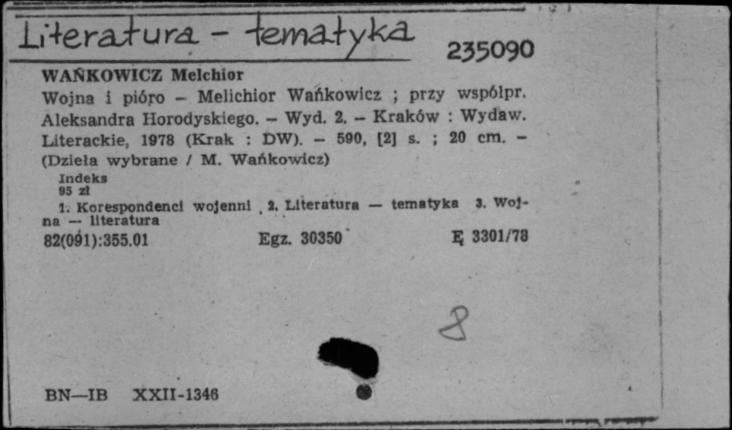 Literatura - tematyka
235090
WAŃKOWICZ Melchior
Wojna i pióro — Melichior Wańkowicz ; przy współpr.
Aleksandra Horodyskiego. — Wyd. 2. — Kraków : Wydaw.
Literackie, 1978 (Krak : DW). — 590, [2] s. ; 20 cm. —
(Dzieła wybrane / M. Wańkowicz)
Indeks
95 zł
1. Korespondenci wojenni , 2. Literatura — tematyka 3. Woj-
na — literatura
82(091):355.01 Egz. 30350 Ę 3301/78
8
BN—IB XXII-1346